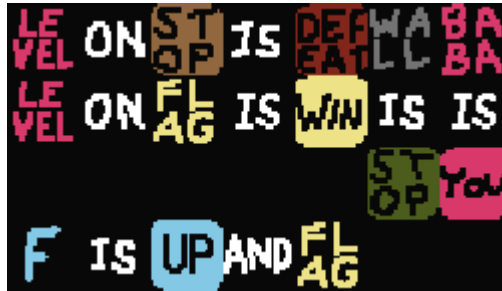 LEVEL ON STOP IS DEFEAT WALL BABA
LEVEL ON FLAG IS WIN IS IS
STOP YOU
F IS UP AND FLAG